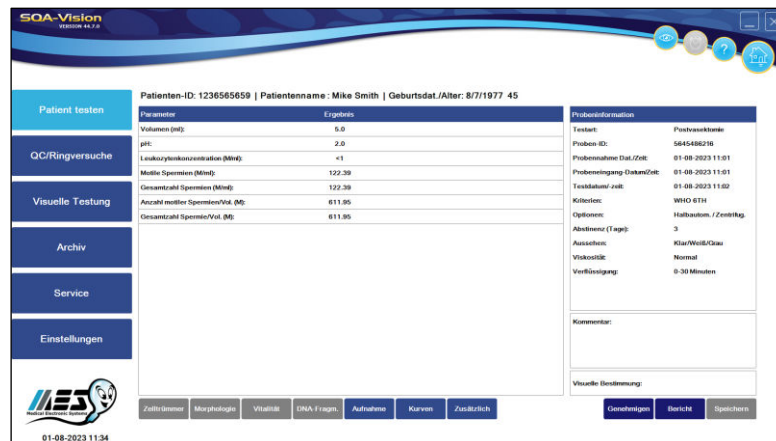 SQA-Vision
VERSION 44.7.0
?
Patienten-ID: 1236565659 | Patientenname : Mike Smith | Geburtsdat./Alter: 8/7/1977 45
Patient testen
QC/Ringversuche
Visuelle Testung
Archiv
Service
Einstellungen
Parameter Ergebnis
Volumen (ml): 5.0
pH: 2.0
Leukozytenkonzentration (M/ml): <1
Motile Spermien (M/ml): 122.39
Gesamtzahl Spermien (M/ml): 122.39
Anzahl motiler Spermien/Vol. (M): 611.95
Gesamtzahl Spermie/Vol. (M): 611.95
Probeninformation
Testart: Postvasektomie
Proben-ID: 5645486216
Probennahme Dat./Zeit: 01-08-2023 11:01
Probeneingang-Datum/Zeit: 01-08-2023 11:01
Testdatum/-zeit: 01-08-2023 11:02
Kriterien: WHO 6TH
Optionen: Halbautom. / Zentrifug.
Abstinenz (Tage): 3
Aussehen: Klar/Weiß/Grau
Viskosität: Normal
Verflüssigung: 0-30 Minuten
Kommentar:
Visuelle Bestimmung:
Zelltrümmer Morphologie Vitalität DNA-Fragm. Aufnahme Kurven Zusätzlich
Genehmigen Bericht Speichern
MES
Medical Electronic Systems
01-08-2023 11:34